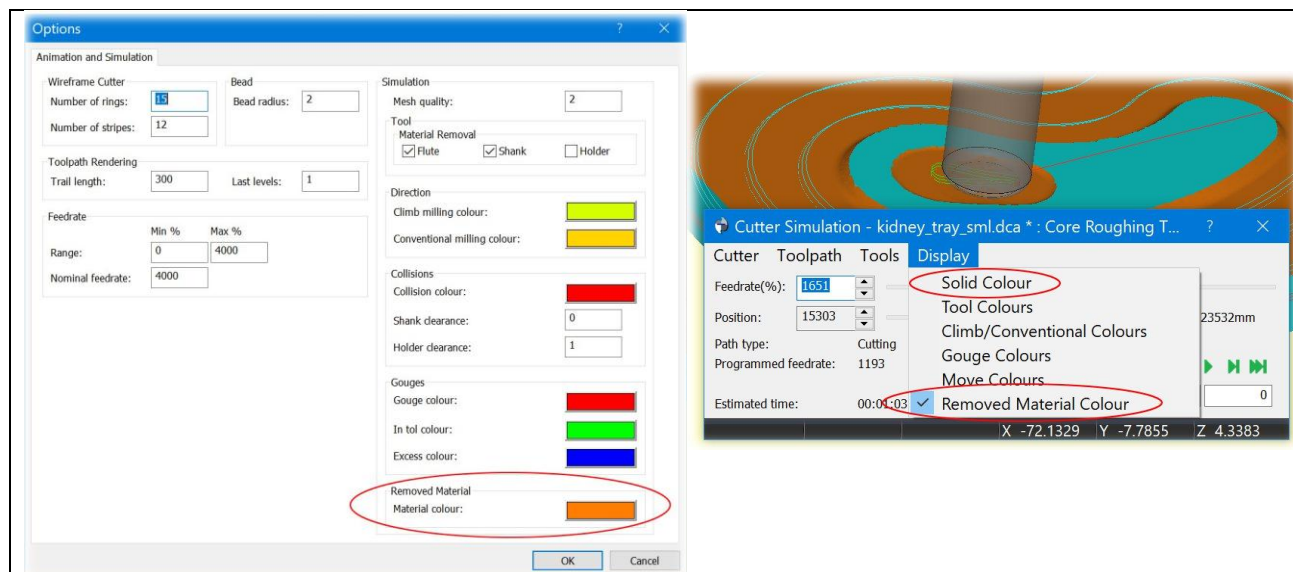 Options
Animation and Simulation
Wireframe Cutter
Number of rings: 15
Number of stripes: 12
Bead
Bead radius: 2
Toolpath Rendering
Trail length: 300 Last levels: 1
Feedrate
Min % Max %
Range: 0 4000
Nominal feedrate: 4000
Simulation
Mesh quality: 2
Tool
Material Removal
Flute Shank Holder
Direction
Climb milling colour:
Conventional milling colour:
Collisions
Collision colour:
Shank clearance: 0
Holder clearance: 1
Gouges
Gouge colour:
In tol colour:
Excess colour:
Removed Material
Material colour:
OK Cancel
Cutter Simulation - kidney_tray_sml.dca * : Core Roughing T... ?
Cutter Toolpath Tools Display
Feedrate(%): 1651
Position: 15303 23532mm
Path type: Cutting
Programmed feedrate: 1193
Estimated time: 00:01:03
Solid Colour
Tool Colours
Climb/Conventional Colours
Gouge Colours
Move Colours
Removed Material Colour
0
X -72.1329 Y -7.7855 Z 4.3383